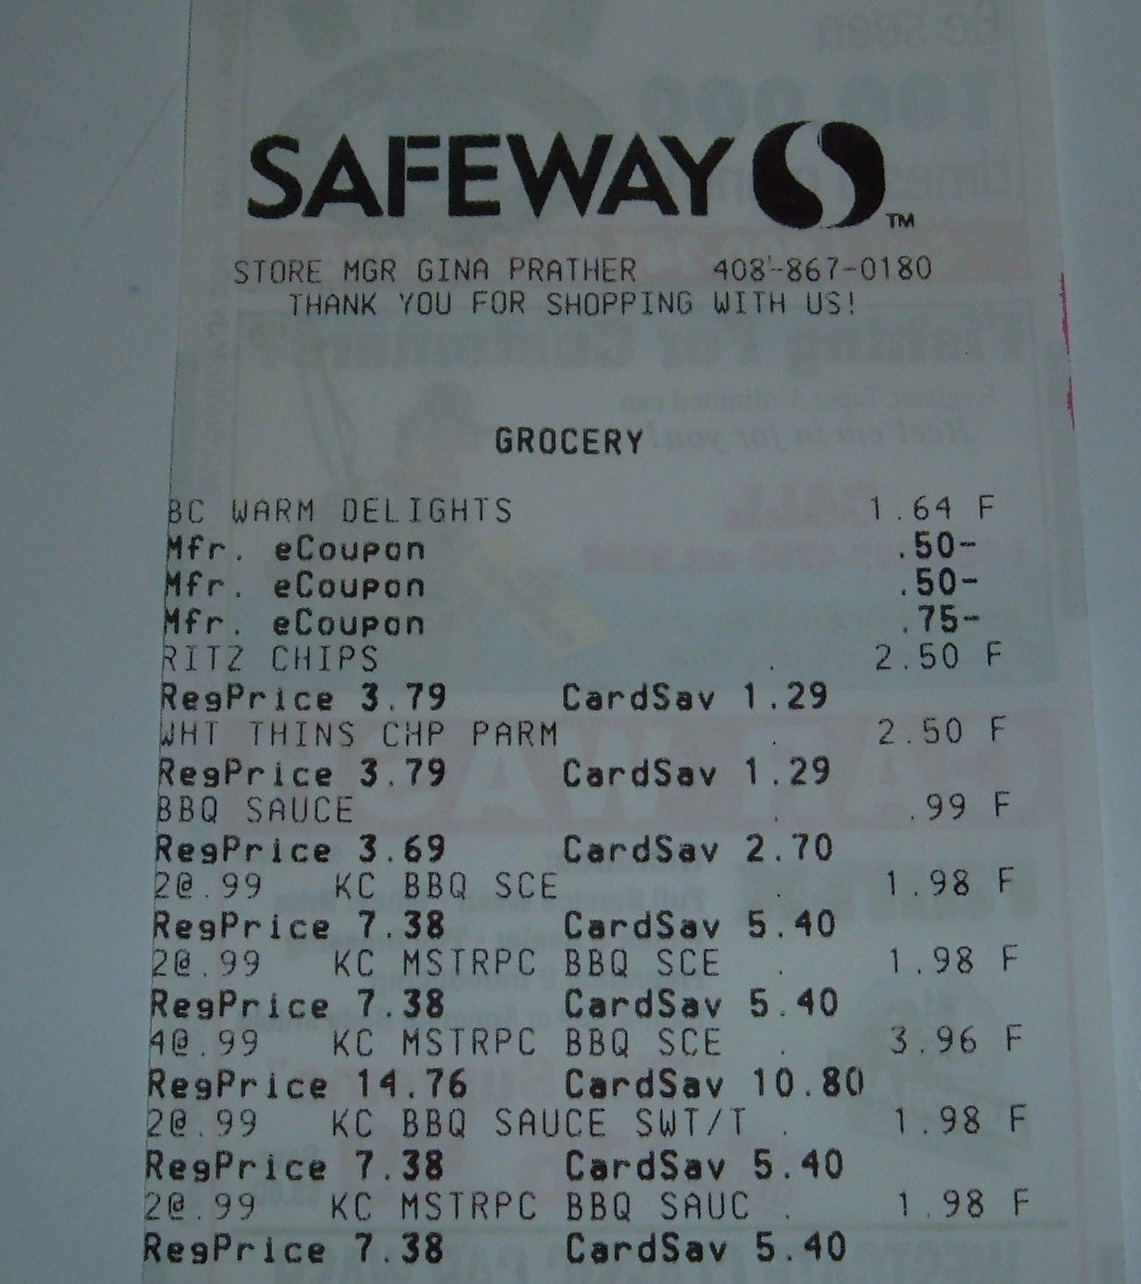 SAFEWAY TM
STORE MGR GINA PRATHER 408-867-0180
THANK YOU FOR SHOPPING WITH US!
GROCERY
BC WARM DELIGHTS 1.64 F
Mfr. eCoupon .50-
Mfr. eCoupon .50-
Mfr. eCoupon .75-
RITZ CHIPS . 2.50 F
RegPrice 3.79 CardSav 1.29
WHT THINS CHP PARM . 2.50 F
RegPrice 3.79 CardSav 1.29
BBQ SAUCE . .99 F
RegPrice 3.69 CardSav 2.70
2@.99 KC BBQ SCE . 1.98 F
RegPrice 7.38 CardSav 5.40
2@.99 KC MSTRPC BBQ SCE . 1.98 F
RegPrice 7.38 CardSav 5.40
4@.99 KC MSTRPC BBQ SCE . 3.96 F
RegPrice 14.76 CardSav 10.80
2@.99 KC BBQ SAUCE SWT/T . 1.98 F
RegPrice 7.38 CardSav 5.40
2@.99 KC MSTRPC BBQ SAUC . 1.98 F
RegPrice 7.38 CardSav 5.40